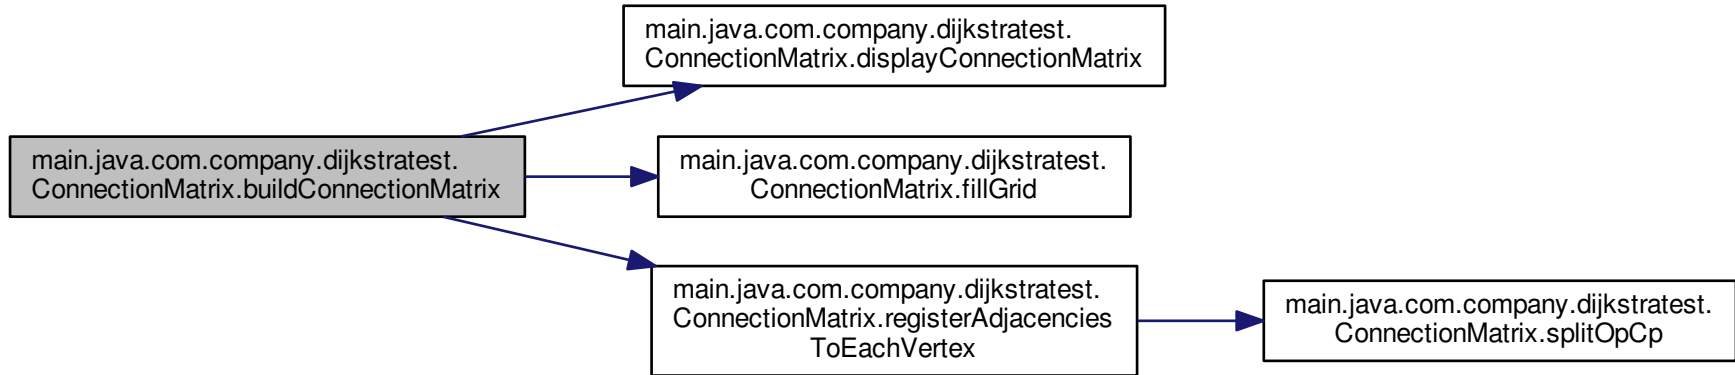 main.java.com.company.dijkstratest.
ConnectionMatrix.displayConnectionMatrix
main.java.com.company.dijkstratest.
ConnectionMatrix.buildConnectionMatrix
main.java.com.company.dijkstratest.
ConnectionMatrix.fillGrid
main.java.com.company.dijkstratest.
ConnectionMatrix.registerAdjacencies
ToEachVertex
main.java.com.company.dijkstratest.
ConnectionMatrix.splitOpCp